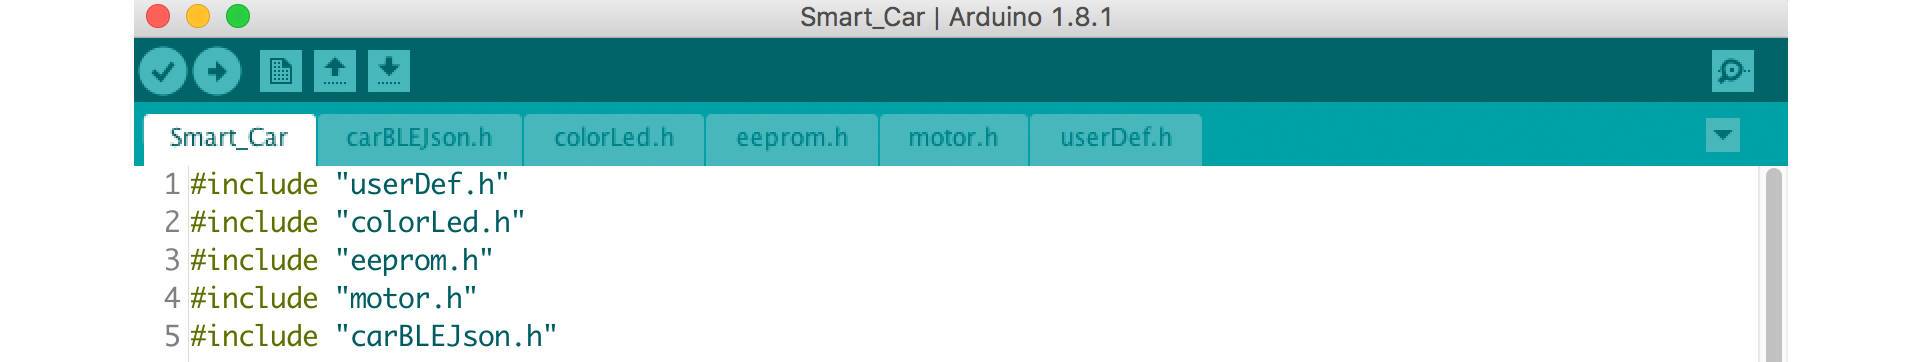 Smart_Car | Arduino 1.8.1
Smart_Car carBLEJson.h colorLed.h eeprom.h motor.h userDef.h
1 #include "userDef.h"
2 #include "colorLed.h"
3 #include "eeprom.h"
4 #include "motor.h"
5 #include "carBLEJson.h"